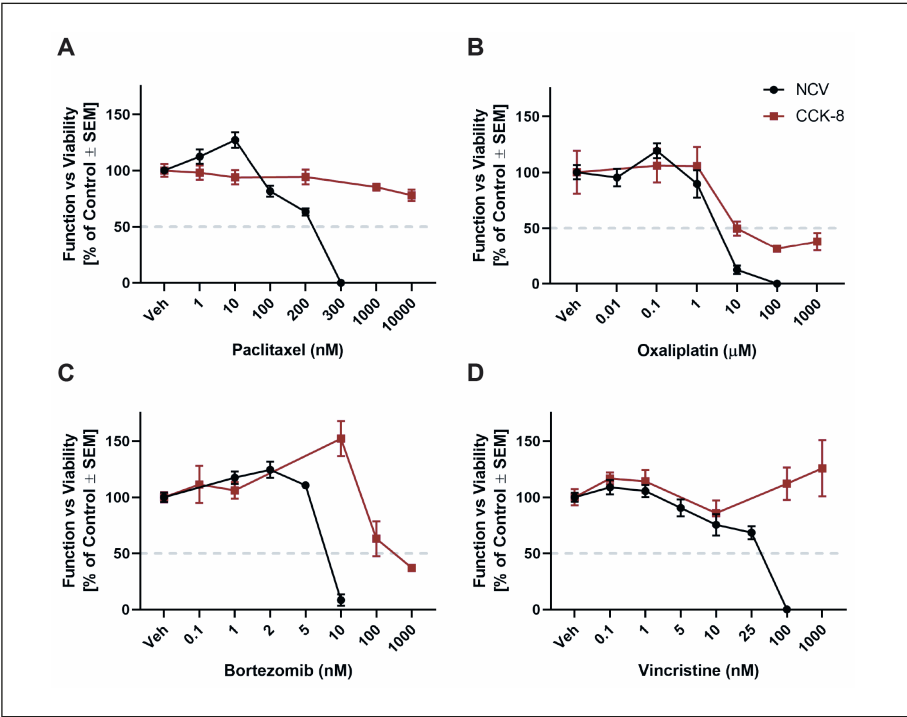 A
Function vs Viability
[% of Control ± SEM]
150
100
50
0
Veh
1
10
100
200
300
1000
10000
Paclitaxel (nM)
B
Function vs Viability
[% of Control ± SEM]
150
100
50
0
Veh
0.01
0.1
1
10
100
1000
Oxaliplatin (μM)
NCV
CCK-8
C
Function vs Viability
[% of Control ± SEM]
150
100
50
0
Veh
0.1
1
2
5
10
100
1000
Bortezomib (nM)
D
Function vs Viability
[% of Control ± SEM]
150
100
50
0
Veh
0.1
1
5
10
25
100
1000
Vincristine (nM)